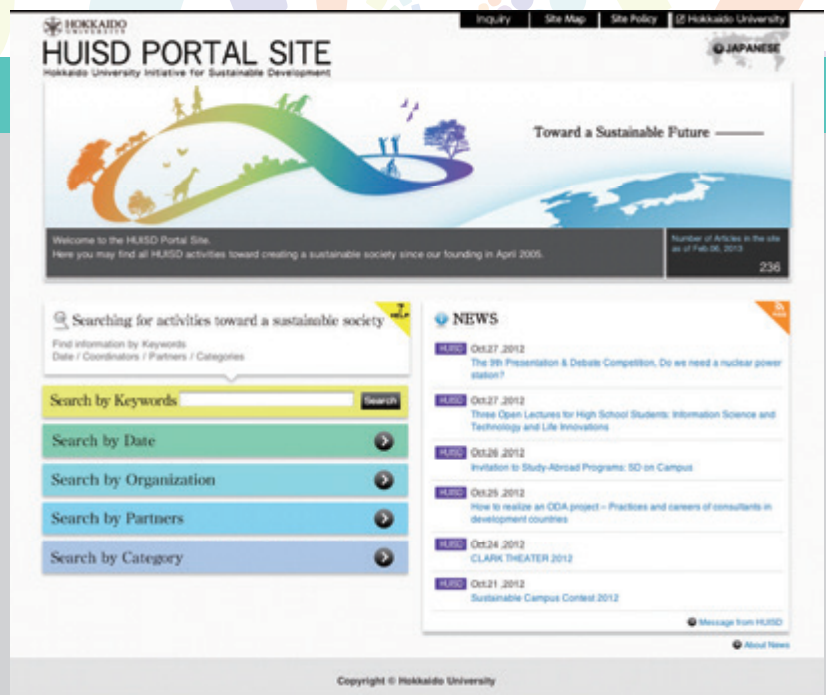 HOKKAIDO
UNIVERSITY
Inquiry
Site Map
Site Policy
Hokkaido University
HUISD PORTAL SITE
Hokkaido University Initiative for Sustainable Development
JAPANESE
Toward a Sustainable Future
Welcome to the HUISD Portal Site.
Here you may find all HUISD activities toward creating a sustainable society since our founding in April 2005.
Number of Articles in the site
as of Feb.06, 2013
236
Searching for activities toward a sustainable society
HELP
Find information by Keywords
Date / Coordinators / Partners / Categories
Search by Keywords
Search
Search by Date
Search by Organization
Search by Partners
Search by Category
NEWS
HUISD Oct.27 ,2012
The 9th Presentation & Debate Competition, Do we need a nuclear power
station?
HUISD Oct.27 ,2012
Three Open Lectures for High School Students: Information Science and
Technology and Life Innovations
HUISD Oct.26 ,2012
Invitation to Study-Abroad Programs: SD on Campus
HUISD Oct.25 ,2012
How to realize an ODA project – Practices and careers of consultants in
development countries
HUISD Oct.24 ,2012
CLARK THEATER 2012
HUISD Oct.21 ,2012
Sustainable Campus Contest 2012
Message from HUISD
About News
Copyright © Hokkaido University